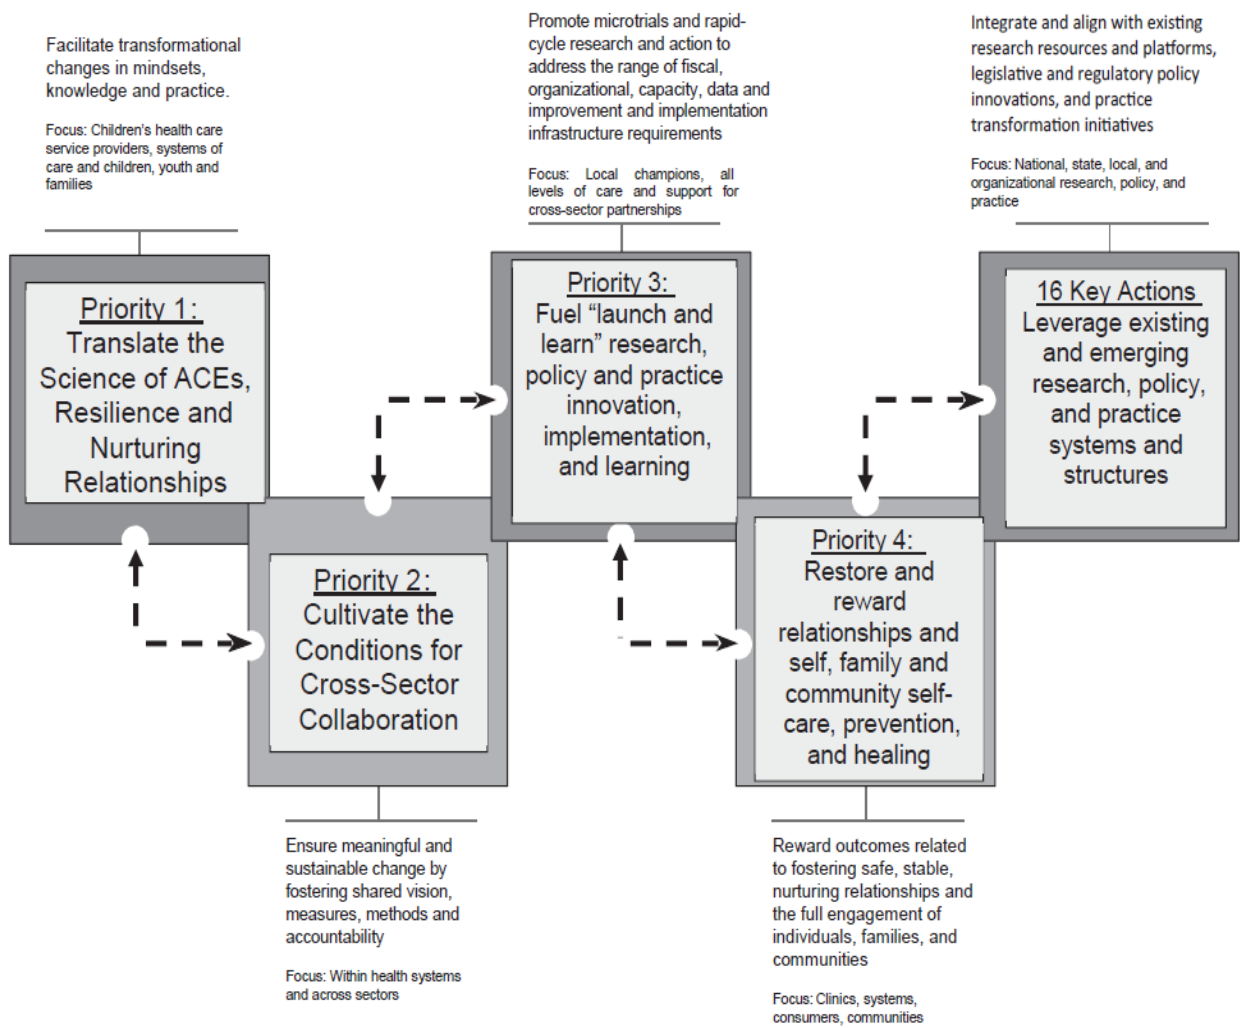 Facilitate transformational
changes in mindsets,
knowledge and practice.
Focus: Children's health care
service providers, systems of
care and children, youth and
families
Priority 1:
Translate the
Science of ACEs,
Resilience and
Nurturing
Relationships
Priority 2:
Cultivate the
Conditions for
Cross-Sector
Collaboration
Ensure meaningful and
sustainable change by
fostering shared vision,
measures, methods and
accountability
Focus: Within health systems
and across sectors
Promote microtrials and rapid-
cycle research and action to
address the range of fiscal,
organizational, capacity, data and
improvement and implementation
infrastructure requirements
Focus: Local champions, all
levels of care and support for
cross-sector partnerships
Priority 3:
Fuel “launch and
learn” research,
policy and practice
innovation,
implementation,
and learning
Priority 4:
Restore and
reward
relationships and
self, family and
community self-
care, prevention,
and healing
Reward outcomes related
to fostering safe, stable,
nurturing relationships and
the full engagement of
individuals, families, and
communities
Focus: Clinics, systems,
consumers, communities
Integrate and align with existing
research resources and platforms,
legislative and regulatory policy
innovations, and practice
transformation initiatives
Focus: National, state, local, and
organizational research, policy, and
practice
16 Key Actions
Leverage existing
and emerging
research, policy,
and practice
systems and
structures